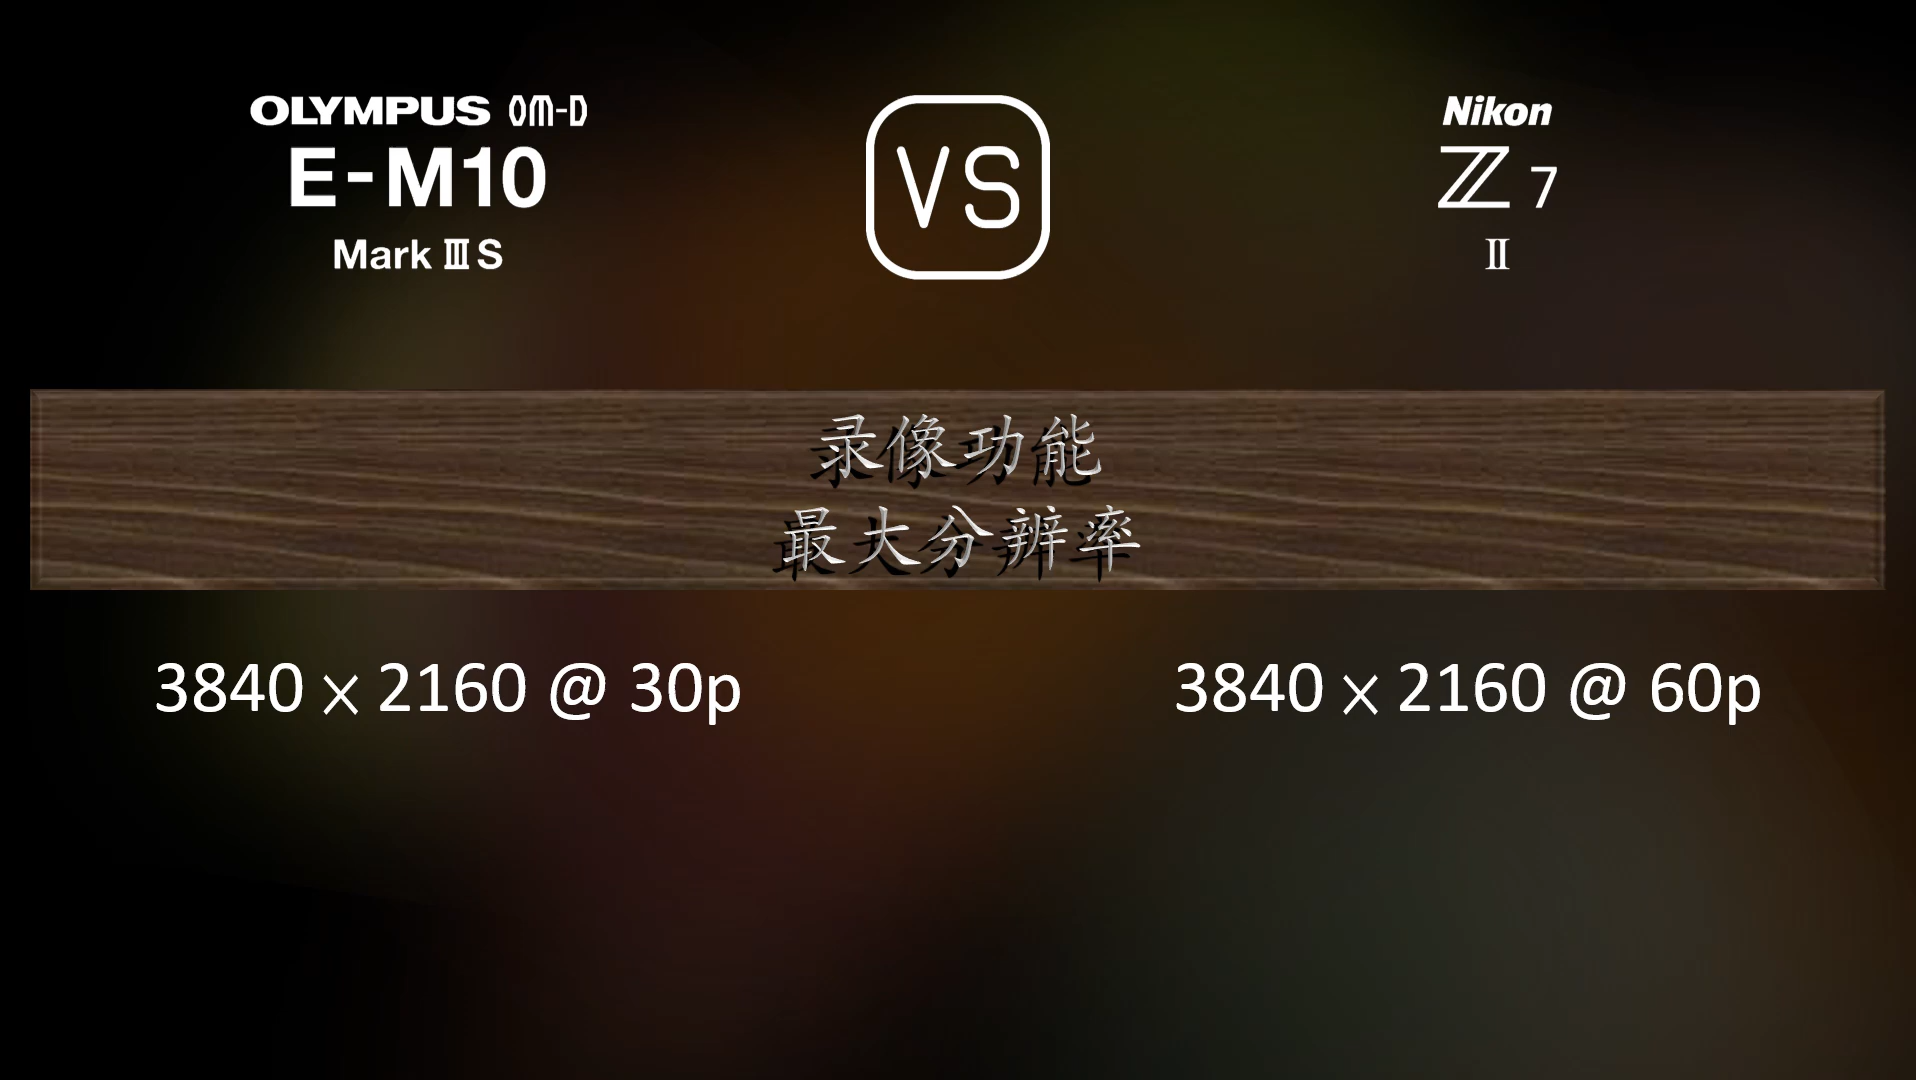 OLYMPUS OM-D
E-M10
Mark III S
VS
Nikon
Z 7
II
录像功能
最大分辨率
3840 x 2160 @ 30p
3840 x 2160 @ 60p